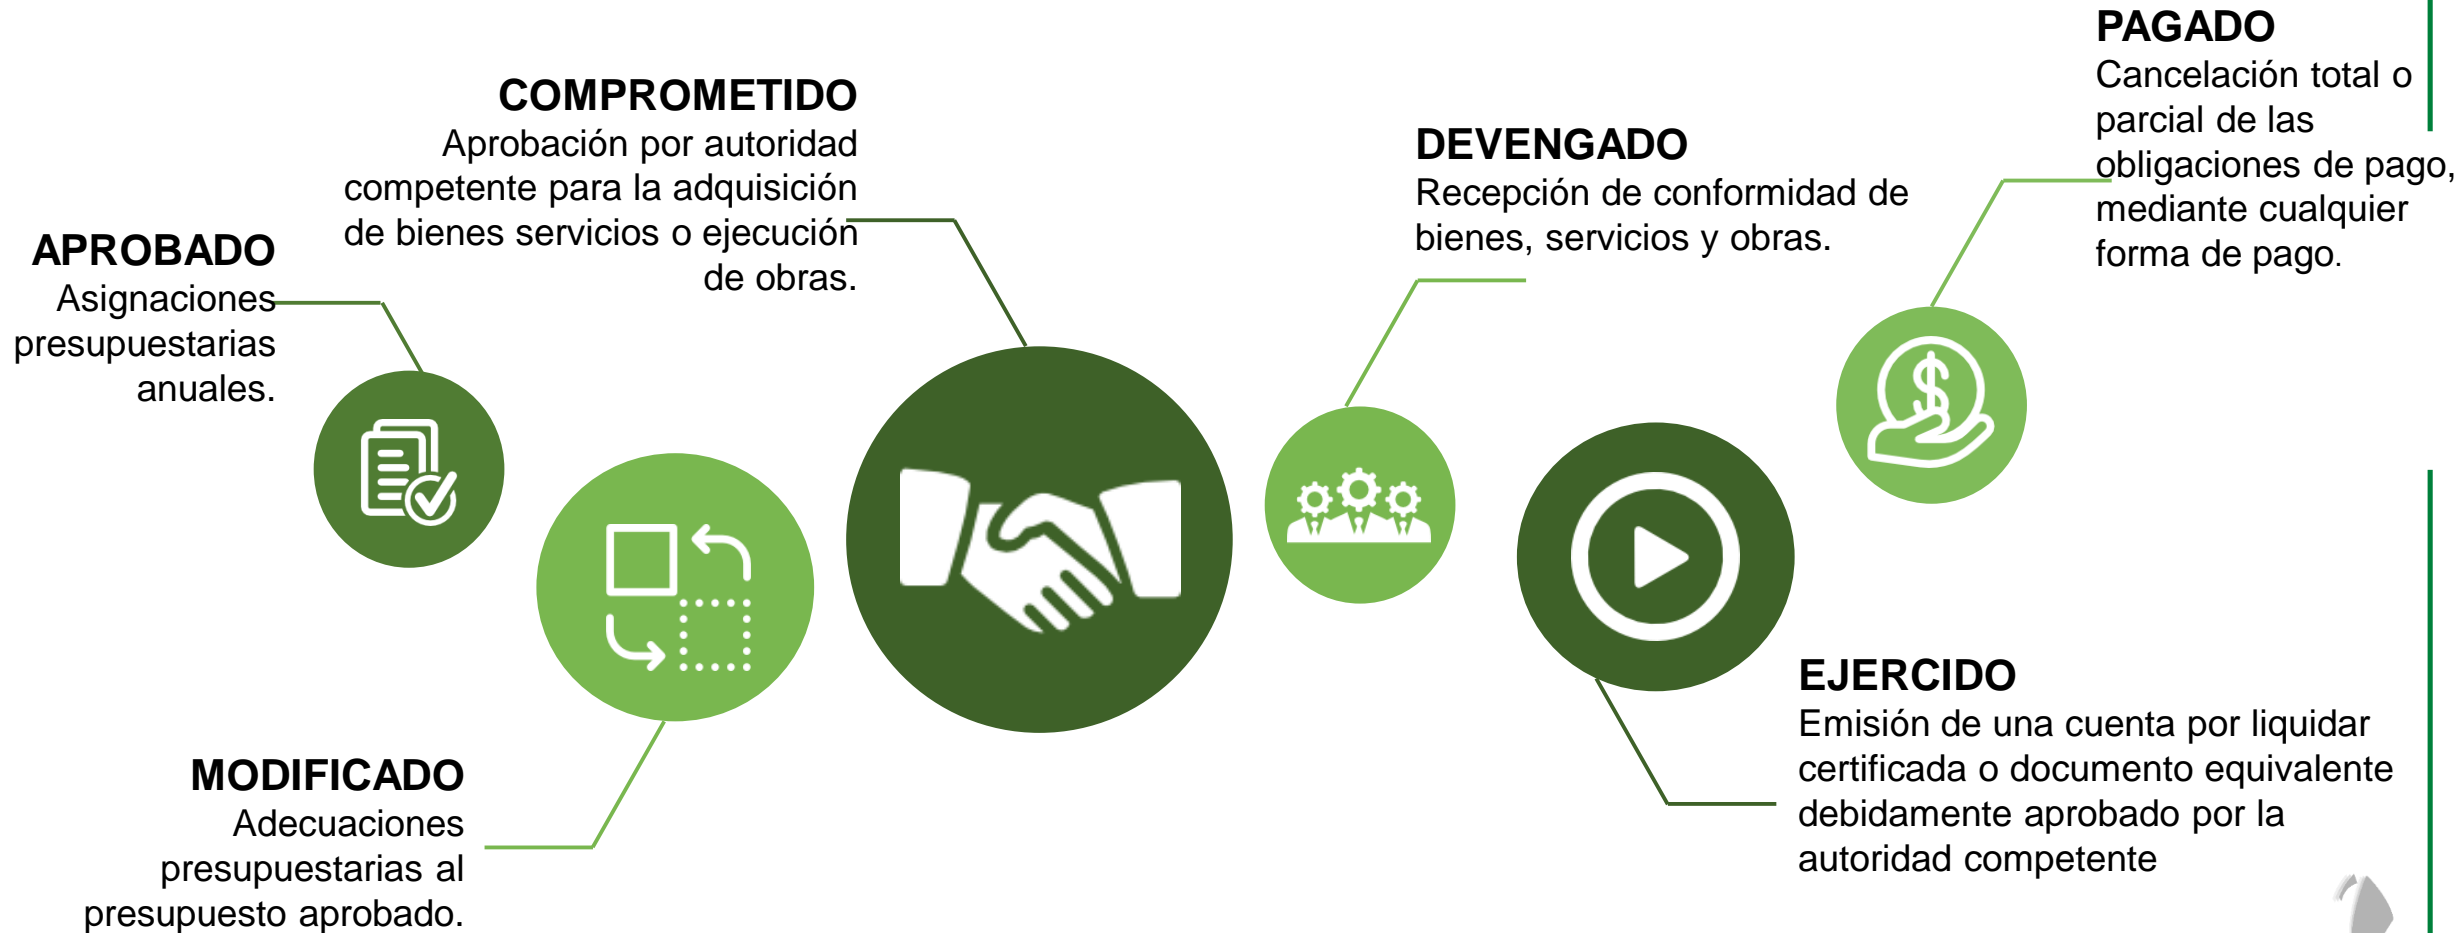 APROBADO
Asignaciones
presupuestarias
anuales.
MODIFICADO
Adecuaciones
presupuestarias al
presupuesto aprobado.
COMPROMETIDO
Aprobación por autoridad
competente para la adquisición
de bienes servicios o ejecución
de obras.
DEVENGADO
Recepción de conformidad de
bienes, servicios y obras.
EJERCIDO
Emisión de una cuenta por liquidar
certificada o documento equivalente
debidamente aprobado por la
autoridad competente
PAGADO
Cancelación total o
parcial de las
obligaciones de pago,
mediante cualquier
forma de pago.